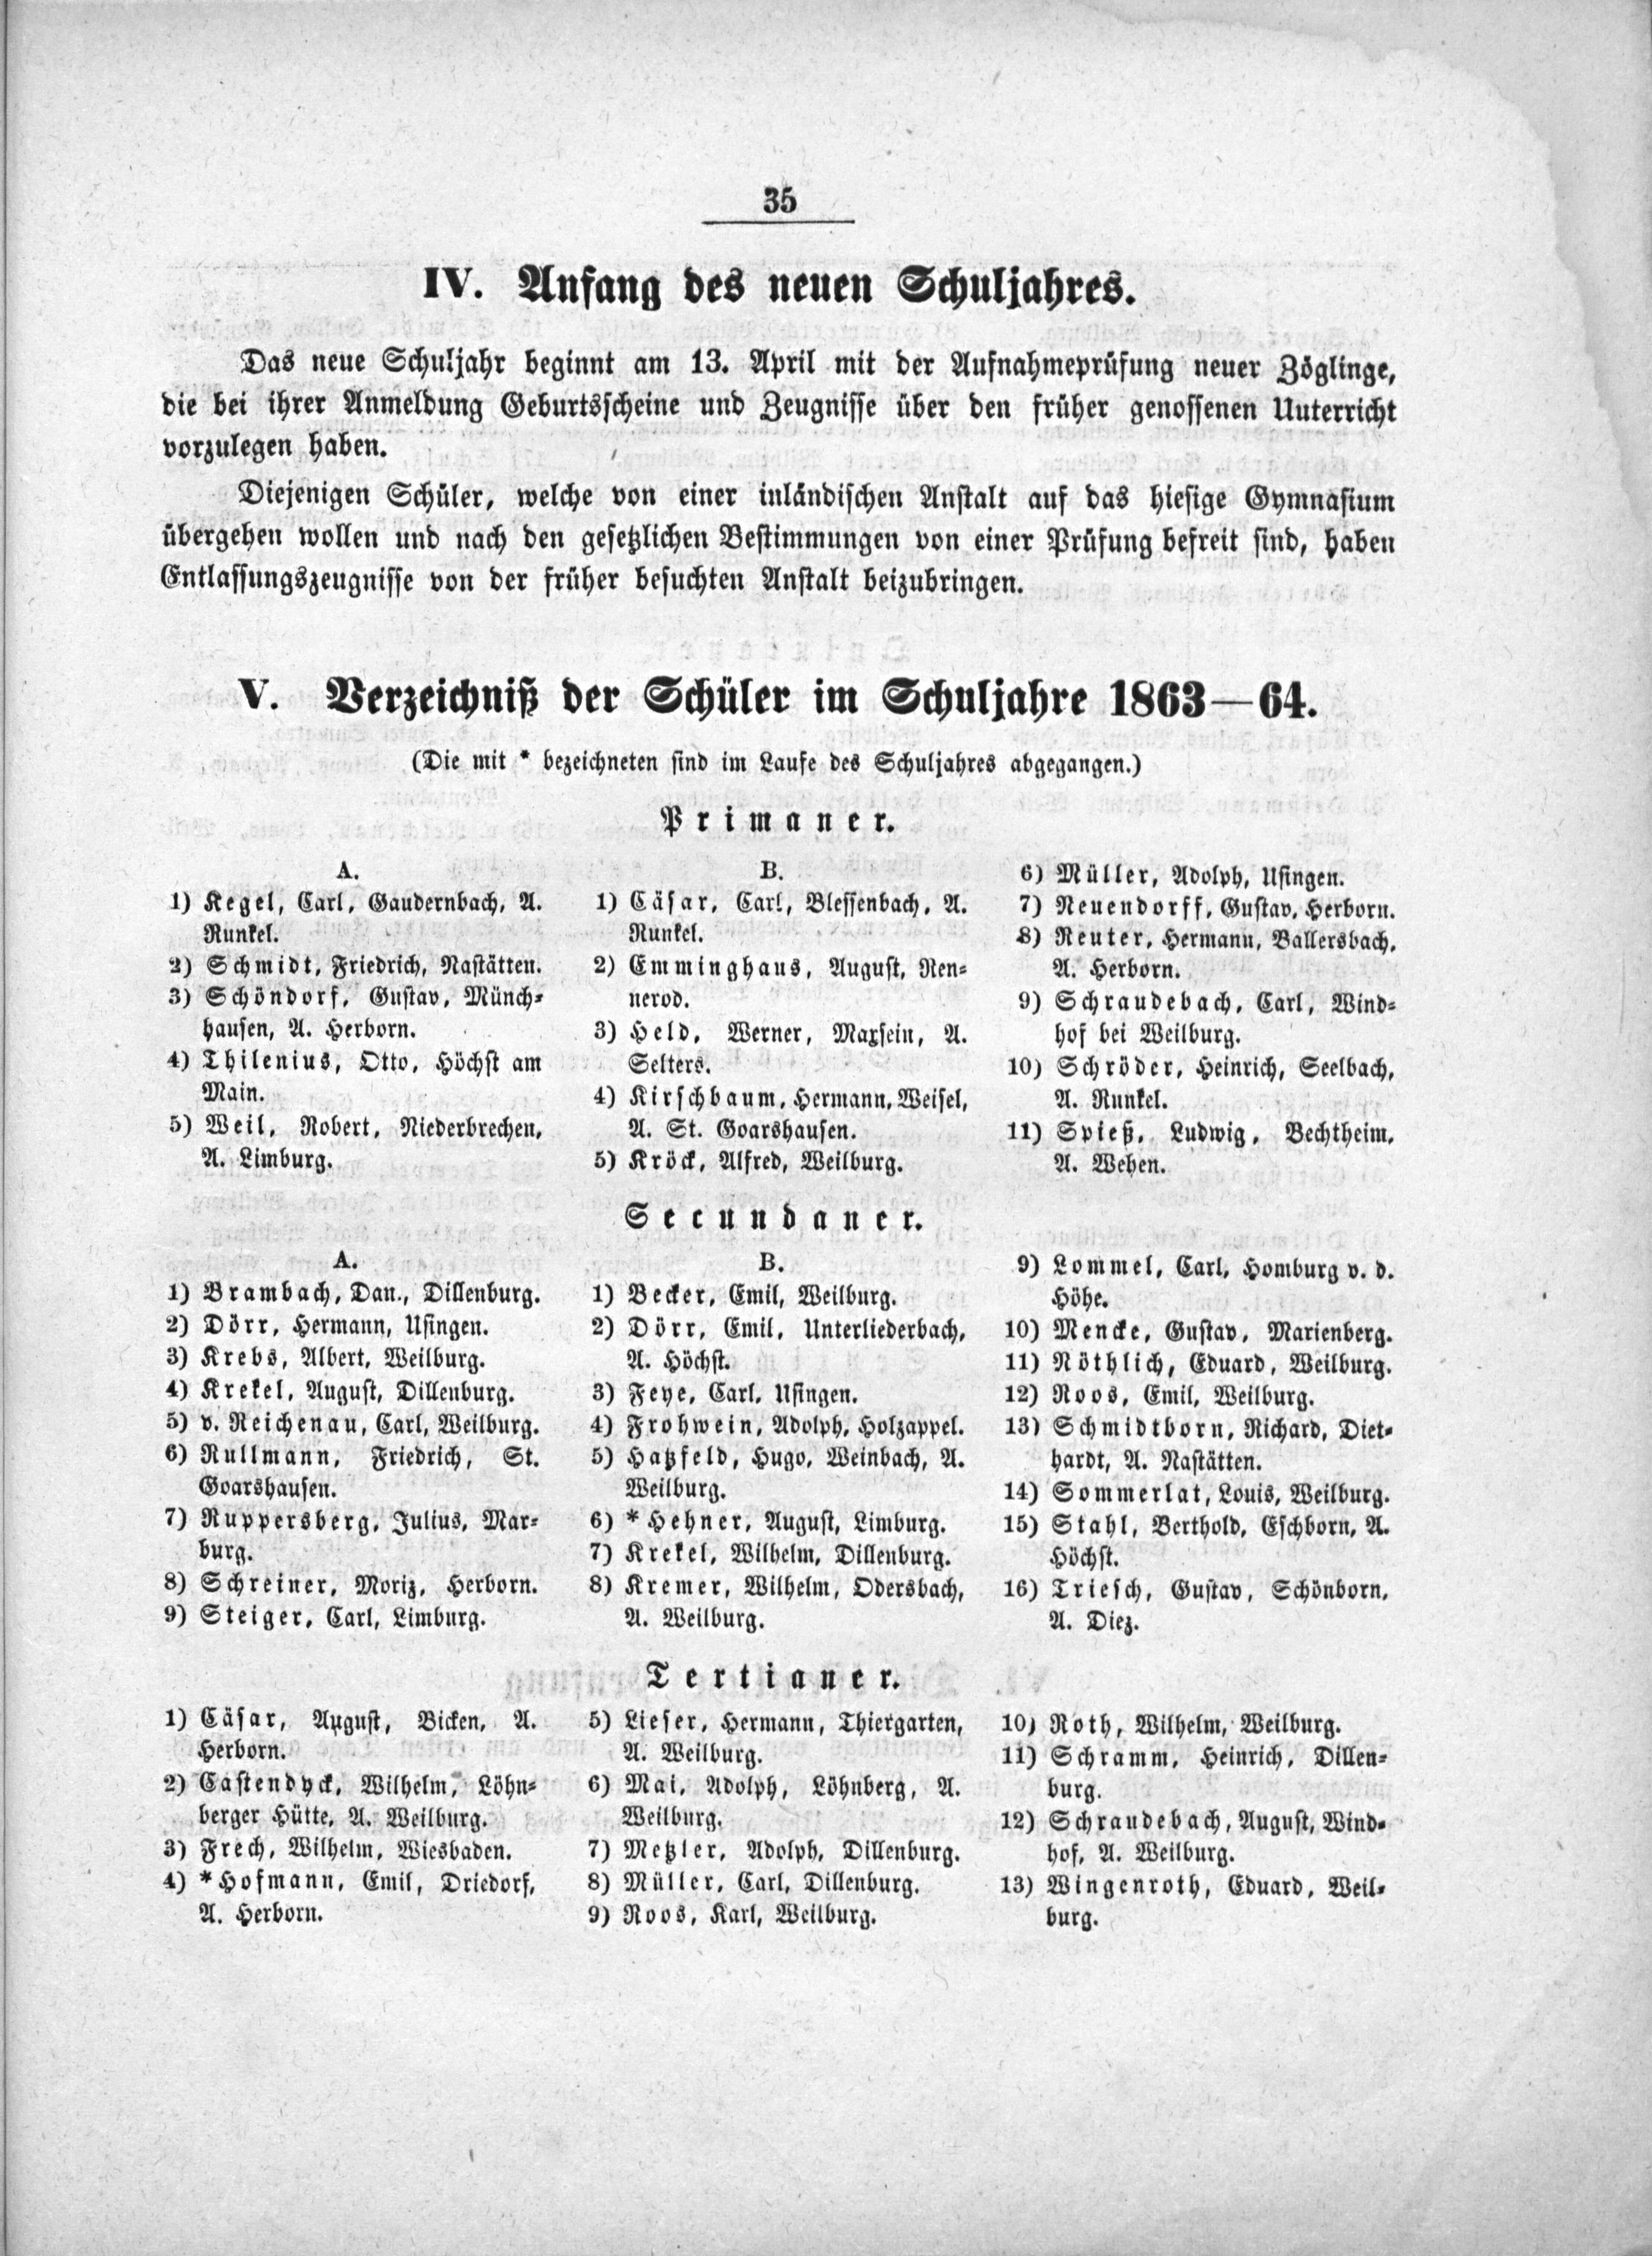 35
IV. Anfang des neuen Schuljahres.
Das neue Schuljahr beginnt am 13. April mit der Aufnahmeprüfung neuer Zöglinge,
die bei ihrer Anmeldung Geburtsscheine und Zeugnisse über den früher genossenen Unterricht
vorzulegen haben.
Diejenigen Schüler, welche von einer inländischen Anstalt auf das hiesige Gymnasium
übergehen wollen und nach den gesetzlichen Bestimmungen von einer Prüfung befreit sind, haben
Entlassungszeugnisse von der früher besuchten Anstalt beizubringen.
V. Verzeichniß der Schüler im Schuljahre 1863—64.
(Die mit * bezeichneten sind im Laufe des Schuljahres abgegangen.)
Primaner.
A.
1) Kegel, Carl, Gaudernbach, A.
Runkel.
2) Schmidt, Friedrich, Nastätten.
3) Schöndorf, Gustav, Münch-
hausen, A. Herborn.
4) Thilenius, Otto, Höchst am
Main.
5) Weil, Robert, Niederbrechen,
A. Limburg.
B.
1) Cäsar, Carl, Blessenbach, A.
Runkel.
2) Emminghaus, August, Ren-
nerod.
3) Held, Werner, Maxsein, A.
Selters.
4) Kirschbaum, Hermann, Weisel,
A. St. Goarshausen.
5) Kröck, Alfred, Weilburg.
6) Müller, Adolph, Usingen.
7) Neuendorff, Gustav, Herborn.
8) Reuter, Hermann, Ballersbach,
A. Herborn.
9) Schraudebach, Carl, Wind-
hof bei Weilburg.
10) Schröder, Heinrich, Seelbach,
A. Runkel.
11) Spieß, Ludwig, Bechtheim,
A. Wehen.
Secundaner.
A.
1) Brambach, Dan., Dillenburg.
2) Dörr, Hermann, Usingen.
3) Krebs, Albert, Weilburg.
4) Krekel, August, Dillenburg.
5) v. Reichenau, Carl, Weilburg.
6) Rullmann, Friedrich, St.
Goarshausen.
7) Ruppersberg, Julius, Mar-
burg.
8) Schreiner, Moriz, Herborn.
9) Steiger, Carl, Limburg.
B.
1) Becker, Emil, Weilburg.
2) Dörr, Emil, Unterliederbach,
A. Höchst.
3) Feye, Carl, Usingen.
4) Frohwein, Adolph, Holzappel.
5) Hatzfeld, Hugo, Weinbach, A.
Weilburg.
6) * Hehner, August, Limburg.
7) Krekel, Wilhelm, Dillenburg.
8) Kremer, Wilhelm, Odersbach,
A. Weilburg.
9) Lommel, Carl, Homburg v. d.
Höhe.
10) Mencke, Gustav, Marienberg.
11) Nöthlich, Eduard, Weilburg.
12) Roos, Emil, Weilburg.
13) Schmidtborn, Richard, Diet-
hardt, A. Nastätten.
14) Sommerlat, Louis, Weilburg.
15) Stahl, Berthold, Eschborn, A.
Höchst.
16) Triesch, Gustav, Schönborn,
A. Diez.
Tertianer.
1) Cäsar, August, Bicken, A.
Herborn.
2) Castendyck, Wilhelm, Löhn-
berger Hütte, A. Weilburg.
3) Frech, Wilhelm, Wiesbaden.
4) * Hofmann, Emil, Driedorf,
A. Herborn.
5) Lieser, Hermann, Thiergarten,
A. Weilburg.
6) Mai, Adolph, Löhnberg, A.
Weilburg.
7) Metzler, Adolph, Dillenburg.
8) Müller, Carl, Dillenburg.
9) Roos, Karl, Weilburg.
10) Roth, Wilhelm, Weilburg.
11) Schramm, Heinrich, Dillen-
burg.
12) Schraudebach, August, Wind-
hof, A. Weilburg.
13) Wingenroth, Eduard, Weil-
burg.